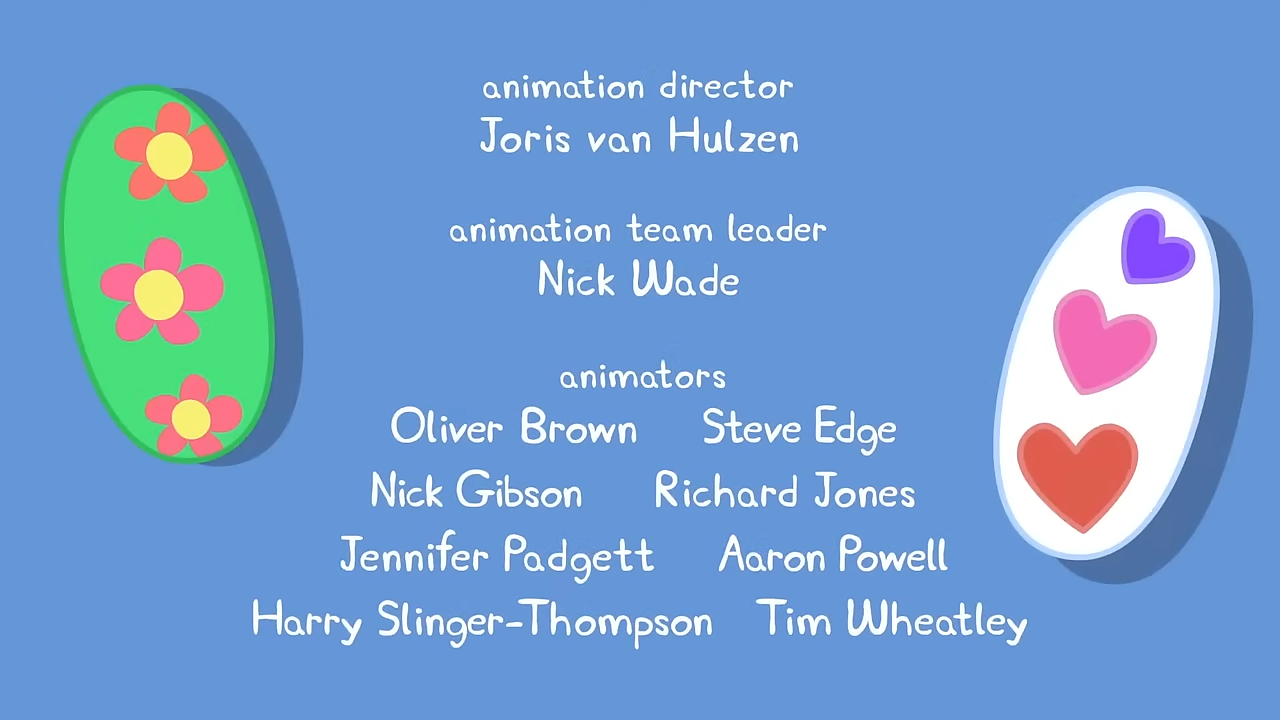 animation director
Joris van Hulzen
animation team leader
Nick Wade
animators
Oliver Brown Steve Edge
Nick Gibson Richard Jones
Jennifer Padgett Aaron Powell
Harry Slinger-Thompson Tim Wheatley